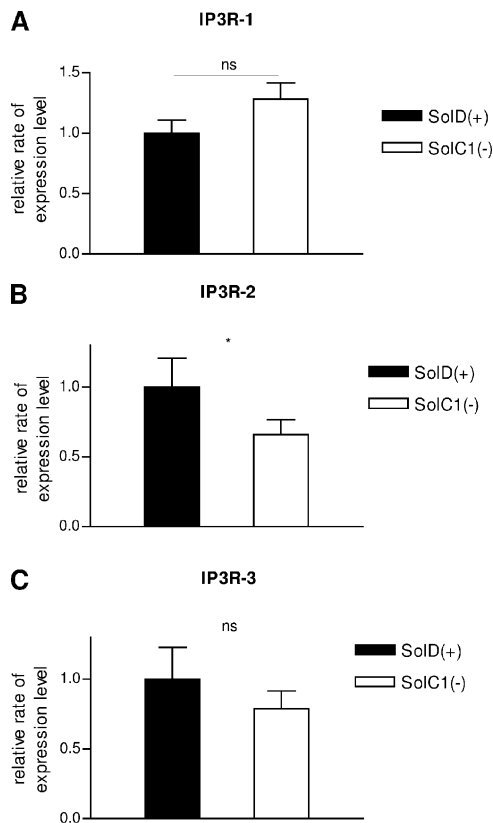 A
IP3R-1
ns
relative rate of
expression level
1.5
1.0
0.5
0.0
SolD(+)
SolC1(-)
B
IP3R-2
*
relative rate of
expression level
1.0
0.5
0.0
SolD(+)
SolC1(-)
C
IP3R-3
ns
relative rate of
expression level
1.0
0.5
0.0
SolD(+)
SolC1(-)